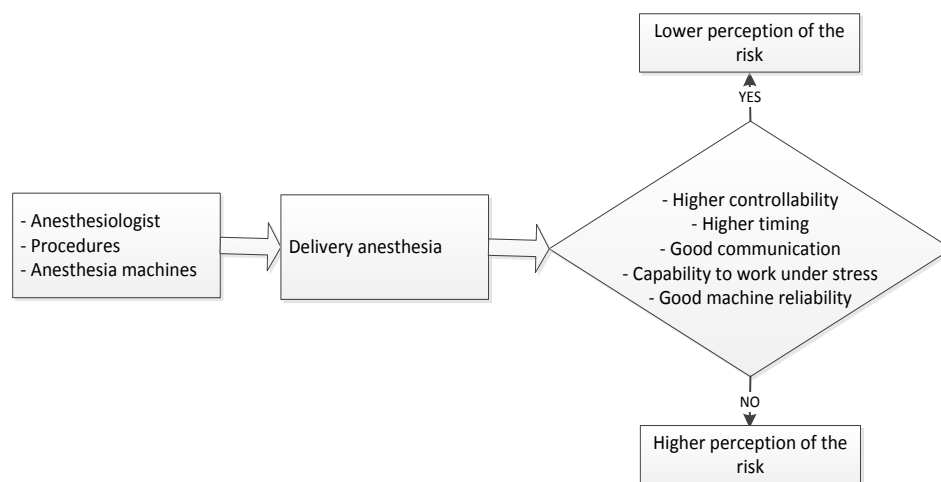 Lower perception of the
risk
YES
- Anesthesiologist
- Procedures
- Anesthesia machines
Delivery anesthesia
- Higher controllability
- Higher timing
- Good communication
- Capability to work under stress
- Good machine reliability
NO
Higher perception of the
risk